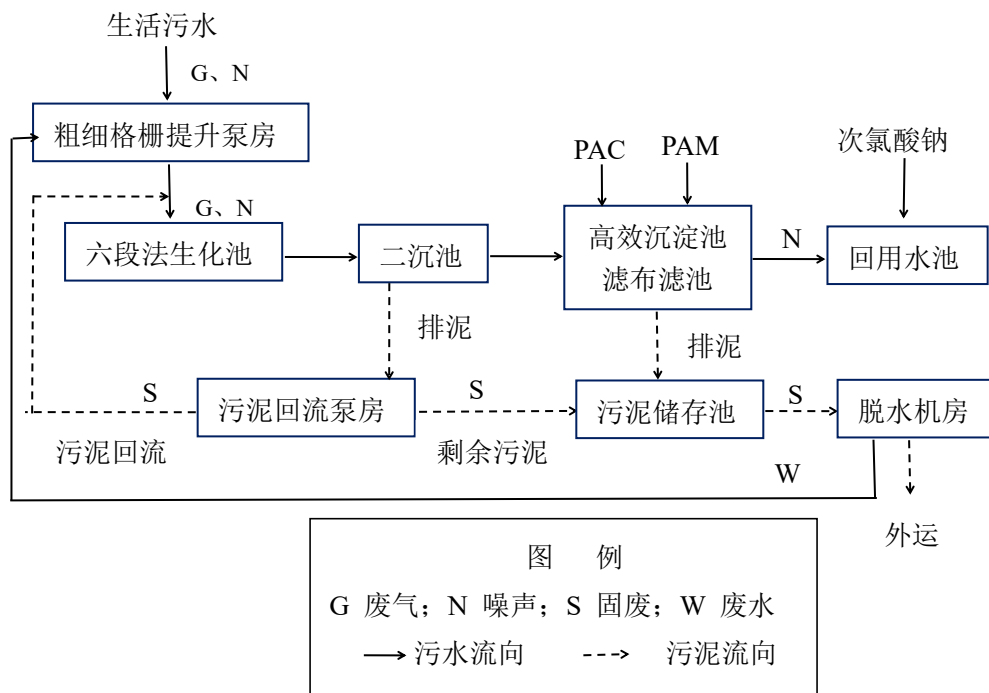 生活污水
G、N
粗细格栅提升泵房
PAC
PAM
次氯酸钠
G、N
六段法生化池
二沉池
高效沉淀池
滤布滤池
N
回用水池
排泥
排泥
S
污泥回流泵房
S
污泥储存池
S
脱水机房
污泥回流
剩余污泥
W
外运
图 例
G 废气；N 噪声；S 固废；W 废水
污水流向 污泥流向